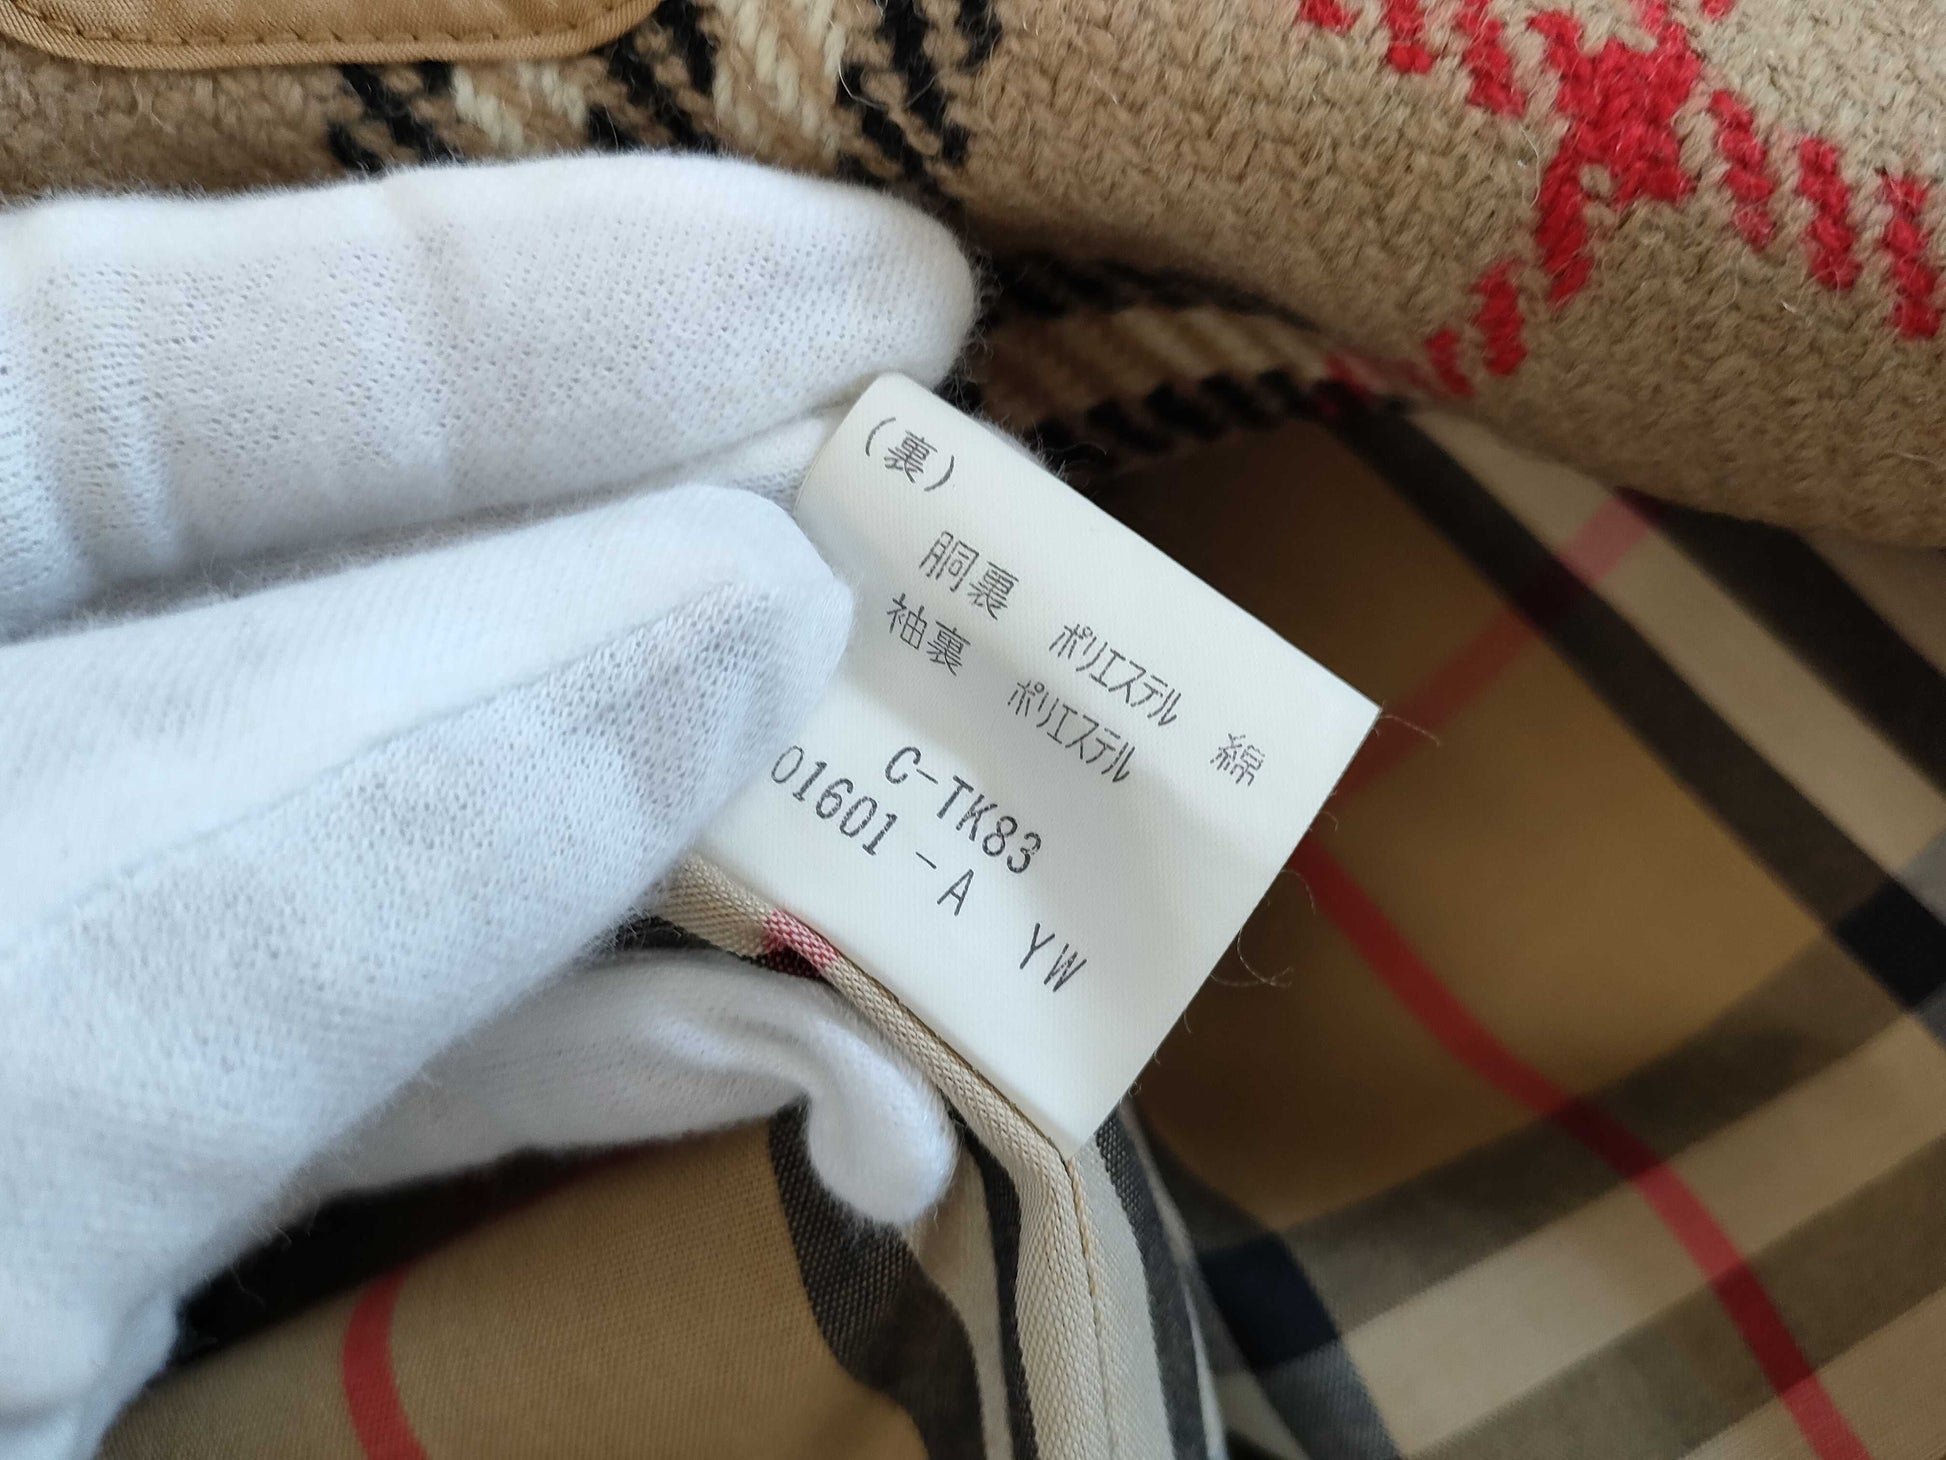 (裏)
胴裏 ポリエステル 綿
袖裏 ポリエステル
C-TK83
01601-A YW